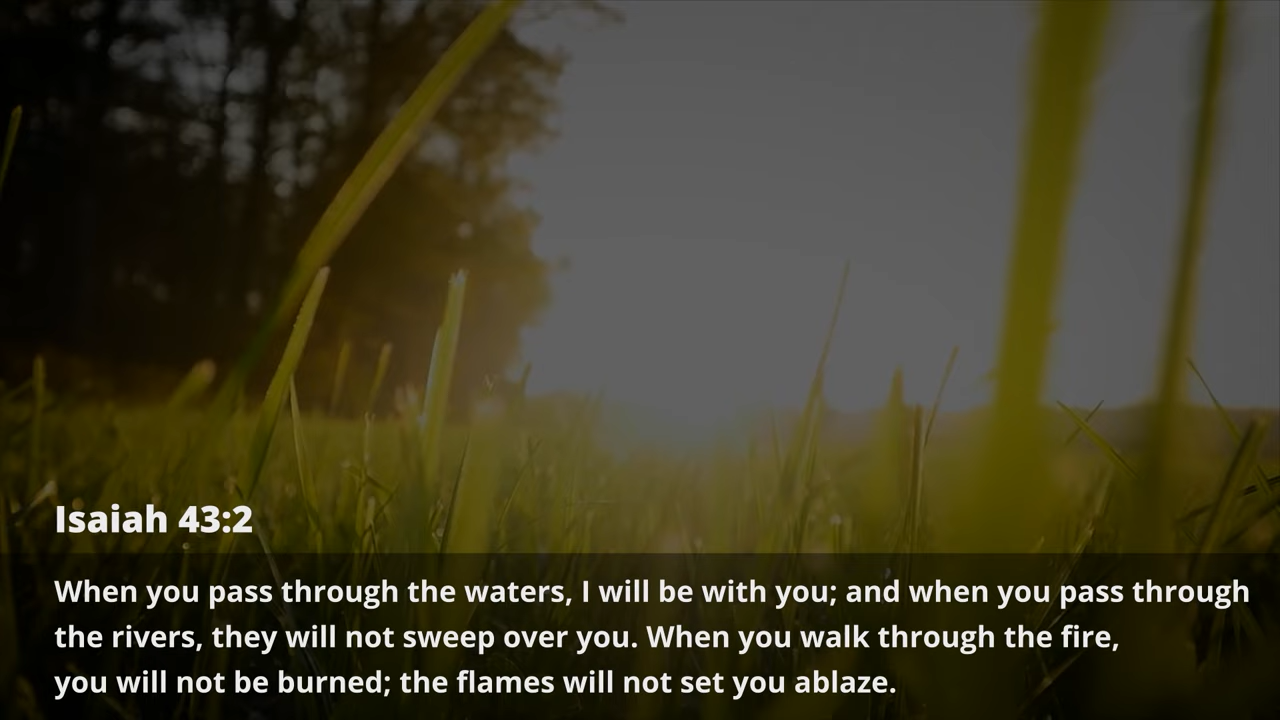 Isaiah 43:2
When you pass through the waters, I will be with you; and when you pass through
the rivers, they will not sweep over you. When you walk through the fire,
you will not be burned; the flames will not set you ablaze.